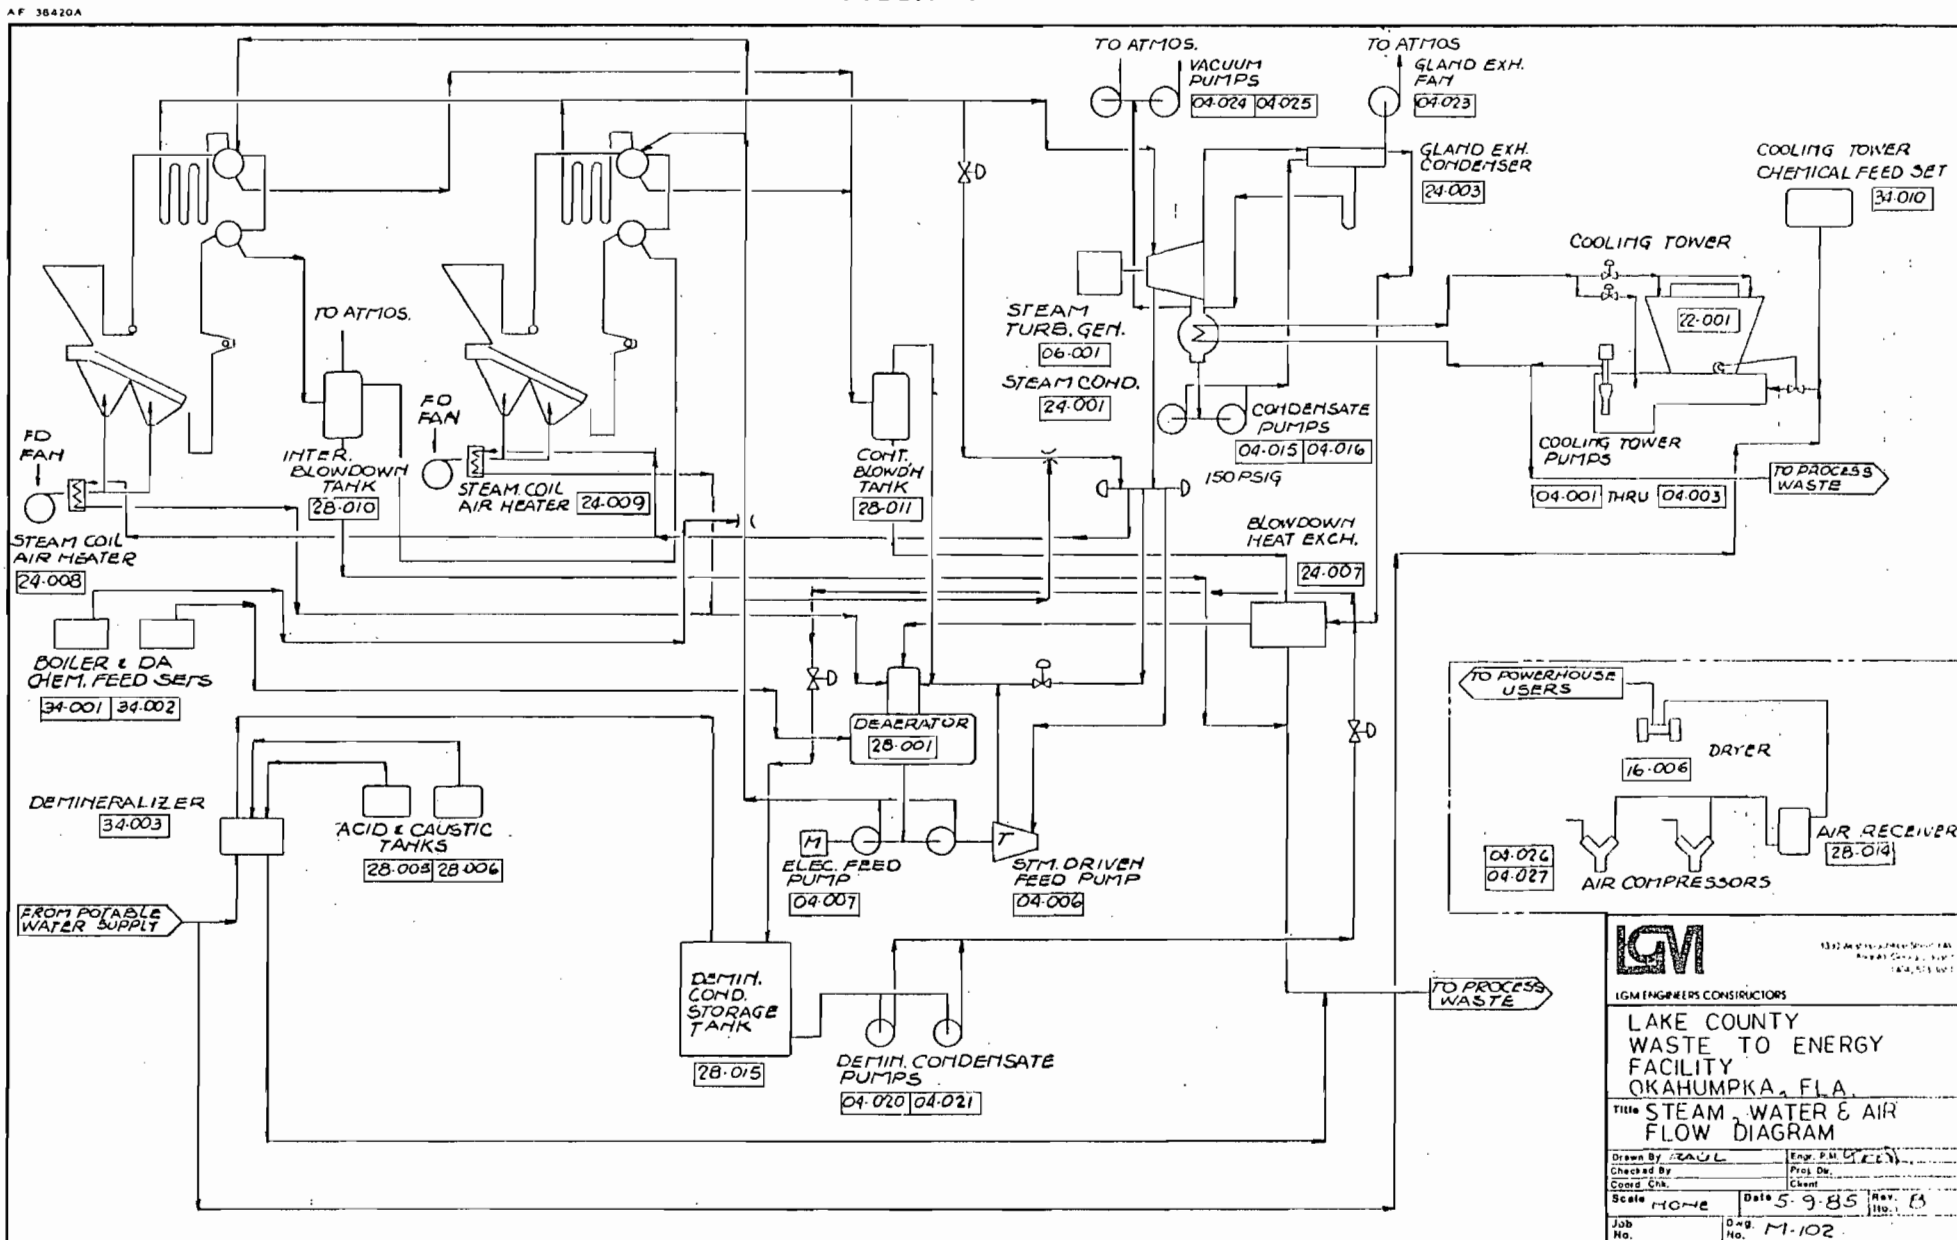 AF 38420A
TO ATMOS.
VACUUM
PUMPS
04-024 04-025
TO ATMOS
GLAND EXH.
FAN
04-023
GLAND EXH.
CONDENSER
24-003
COOLING TOWER
CHEMICAL FEED SET
34-010
COOLING TOWER
22-001
TO ATMOS.
STEAM
TURB. GEN.
06-001
STEAM COND.
24-001
CONDENSATE
PUMPS
04-015 04-016
150 PSIG
COOLING TOWER
PUMPS
04-001 THRU 04-003
TO PROCESS
WASTE
FD
FAN
FD
FAN
INTER.
BLOWDOWN
TANK
28-010
STEAM COIL
AIR HEATER
24-009
CONT.
BLOWD'N
TANK
28-011
BLOWDOWN
HEAT EXCH.
24-007
STEAM COIL
AIR HEATER
24-008
BOILER & DA
CHEM. FEED SETS
34-001 34-002
DEAERATOR
28-001
TO POWERHOUSE
USERS
DRYER
16-006
DEMINERALIZER
34-003
ACID & CAUSTIC
TANKS
28-005 28-006
M
ELEC. FEED
PUMP
04-007
T
STM. DRIVEN
FEED PUMP
04-006
04-026
04-027
AIR COMPRESSORS
AIR RECEIVER
28-014
FROM POTABLE
WATER SUPPLY
DEMIN.
COND.
STORAGE
TANK
28-015
DEMIN. CONDENSATE
PUMPS
04-020 04-021
TO PROCESS
WASTE
LGM
LGM ENGINEERS CONSTRUCTORS
LAKE COUNTY
WASTE TO ENERGY
FACILITY
OKAHUMPKA, FLA.
Title STEAM, WATER & AIR
FLOW DIAGRAM
Drawn By RAUL Engr. P.M.
Checked By Proj. Dir.
Coord Chk. Client
Scale NONE Date 5-9-85 Rev. No. B
Job No. Dwg. No. M-102